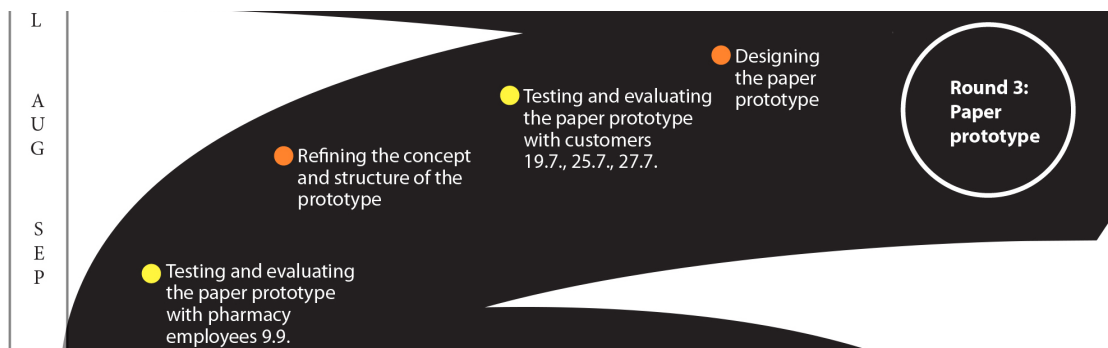 L
AUG
SEP
Designing
the paper
prototype
Round 3:
Paper
prototype
Testing and evaluating
the paper prototype
with customers
19.7., 25.7., 27.7.
Refining the concept
and structure of the
prototype
Testing and evaluating
the paper prototype
with pharmacy
employees 9.9.